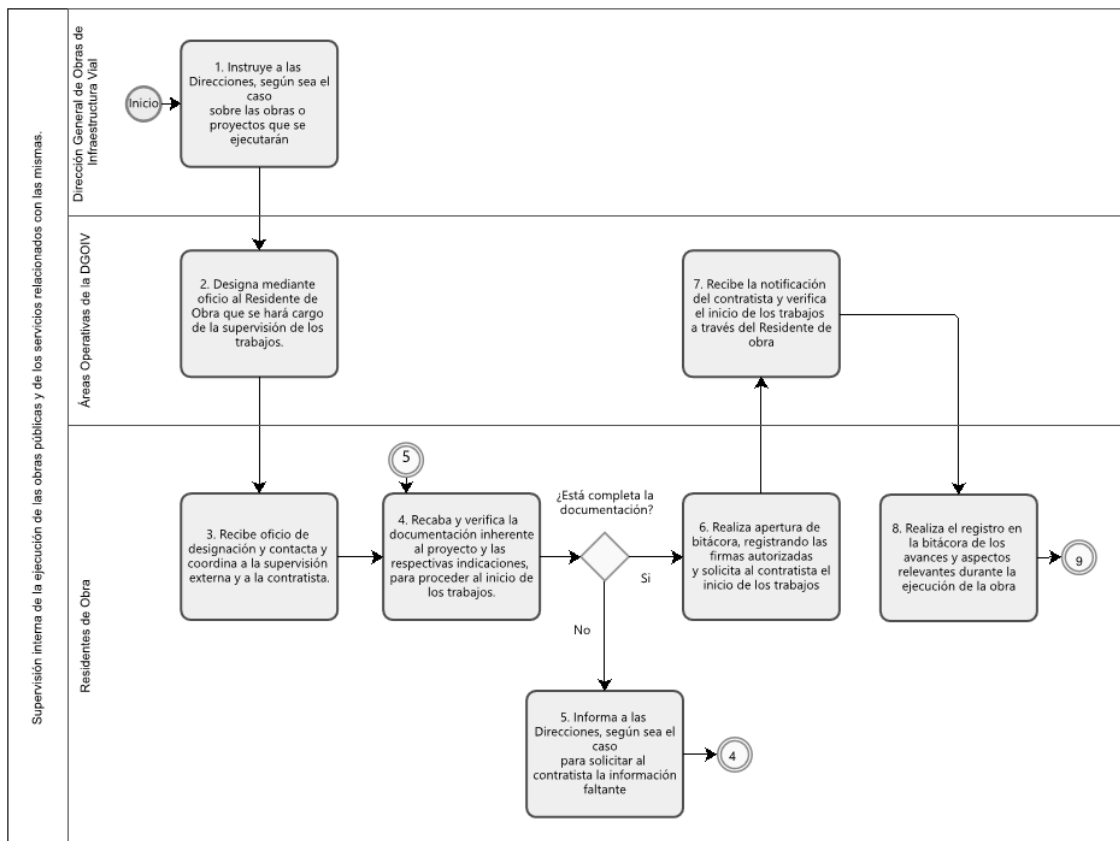 Supervisión interna de la ejecución de las obras públicas y de los servicios relacionados con las mismas.
Dirección General de Obras de
Infraestructura Vial
Inicio
1. Instruye a las
Direcciones, según sea el
caso
sobre las obras o
proyectos que se
ejecutarán
Áreas Operativas de la DGOIV
2. Designa mediante
oficio al Residente de
Obra que se hará cargo
de la supervisión de los
trabajos.
7. Recibe la notificación
del contratista y verifica
el inicio de los trabajos
a través del Residente de
obra
Residentes de Obra
3. Recibe oficio de
designación y contacta y
coordina a la supervisión
externa y a la contratista.
5
4. Recaba y verifica la
documentación inherente
al proyecto y las
respectivas indicaciones,
para proceder al inicio de
los trabajos.
¿Está completa la
documentación?
Si
No
6. Realiza apertura de
bitácora, registrando las
firmas autorizadas
y solicita al contratista el
inicio de los trabajos
8. Realiza el registro en
la bitácora de los
avances y aspectos
relevantes durante la
ejecución de la obra
9
5. Informa a las
Direcciones, según sea el
caso
para solicitar al
contratista la información
faltante
4